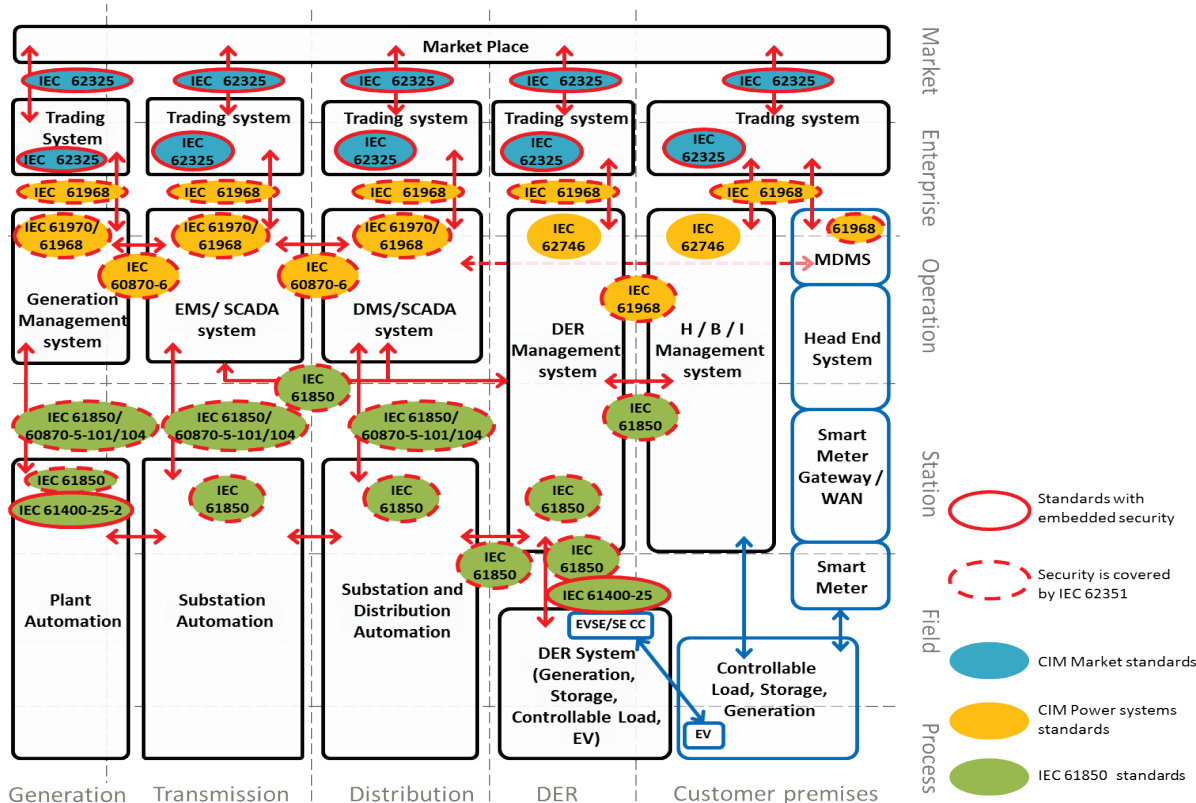 Market Place
IEC 62325
IEC 62325
IEC 62325
IEC 62325
IEC 62325
Trading
System
IEC 62325
Trading system
IEC
62325
Trading system
IEC
62325
Trading system
IEC
62325
Trading system
IEC
62325
IEC 61968
IEC 61968
IEC 61968
IEC 61968
IEC 61968
IEC 61970/
61968
IEC 61970/
61968
IEC 61970/
61968
IEC
62746
IEC
62746
61968
MDMS
IEC
60870-6
IEC
60870-6
IEC
61968
Generation
Management
system
EMS/ SCADA
system
DMS/SCADA
system
DER
Management
system
H / B / I
Management
system
Head End
System
IEC
61850
IEC
61850
IEC 61850/
60870-5-101/104
IEC 61850/
60870-5-101/104
IEC 61850/
60870-5-101/104
Smart
Meter
Gateway /
WAN
IEC 61850
IEC 61400-25-2
IEC
61850
IEC
61850
IEC
61850
IEC
61850
IEC
61850
IEC 61400-25
Smart
Meter
Plant
Automation
Substation
Automation
Substation and
Distribution
Automation
EVSE/SE CC
DER System
(Generation,
Storage,
Controllable Load,
EV)
Controllable
Load, Storage,
Generation
EV
Market
Enterprise
Operation
Station
Field
Process
Standards with
embedded security
Security is covered
by IEC 62351
CIM Market standards
CIM Power systems
standards
IEC 61850 standards
Generation
Transmission
Distribution
DER
Customer premises